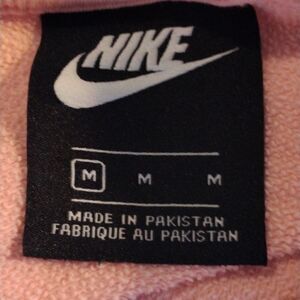 NIKE
M M M
MADE IN PAKISTAN
FABRIQUE AU PAKISTAN